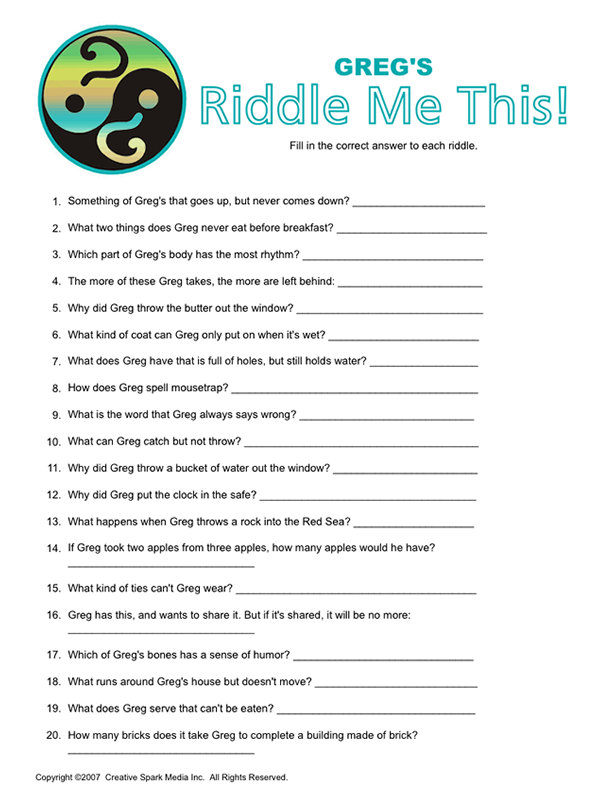 GREG'S
Riddle Me This!
Fill in the correct answer to each riddle.
1. Something of Greg's that goes up, but never comes down? ______________________
2. What two things does Greg never eat before breakfast? _________________________
3. Which part of Greg's body has the most rhythm? ______________________________
4. The more of these Greg takes, the more are left behind: ________________________
5. Why did Greg throw the butter out the window? _______________________________
6. What kind of coat can Greg only put on when it's wet? _________________________
7. What does Greg have that is full of holes, but still holds water? __________________
8. How does Greg spell mousetrap? _________________________________________
9. What is the word that Greg always says wrong? _____________________________
10. What can Greg catch but not throw? _______________________________________
11. Why did Greg throw a bucket of water out the window? ________________________
12. Why did Greg put the clock in the safe? ____________________________________
13. What happens when Greg throws a rock into the Red Sea? ____________________
14. If Greg took two apples from three apples, how many apples would he have?
_______________________________
15. What kind of ties can't Greg wear? ________________________________________
16. Greg has this, and wants to share it. But if it's shared, it will be no more:
_______________________________
17. Which of Greg's bones has a sense of humor? ______________________________
18. What runs around Greg's house but doesn't move? ___________________________
19. What does Greg serve that can't be eaten? _________________________________
20. How many bricks does it take Greg to complete a building made of brick?
_______________________________
Copyright ©2007 Creative Spark Media Inc. All Rights Reserved.